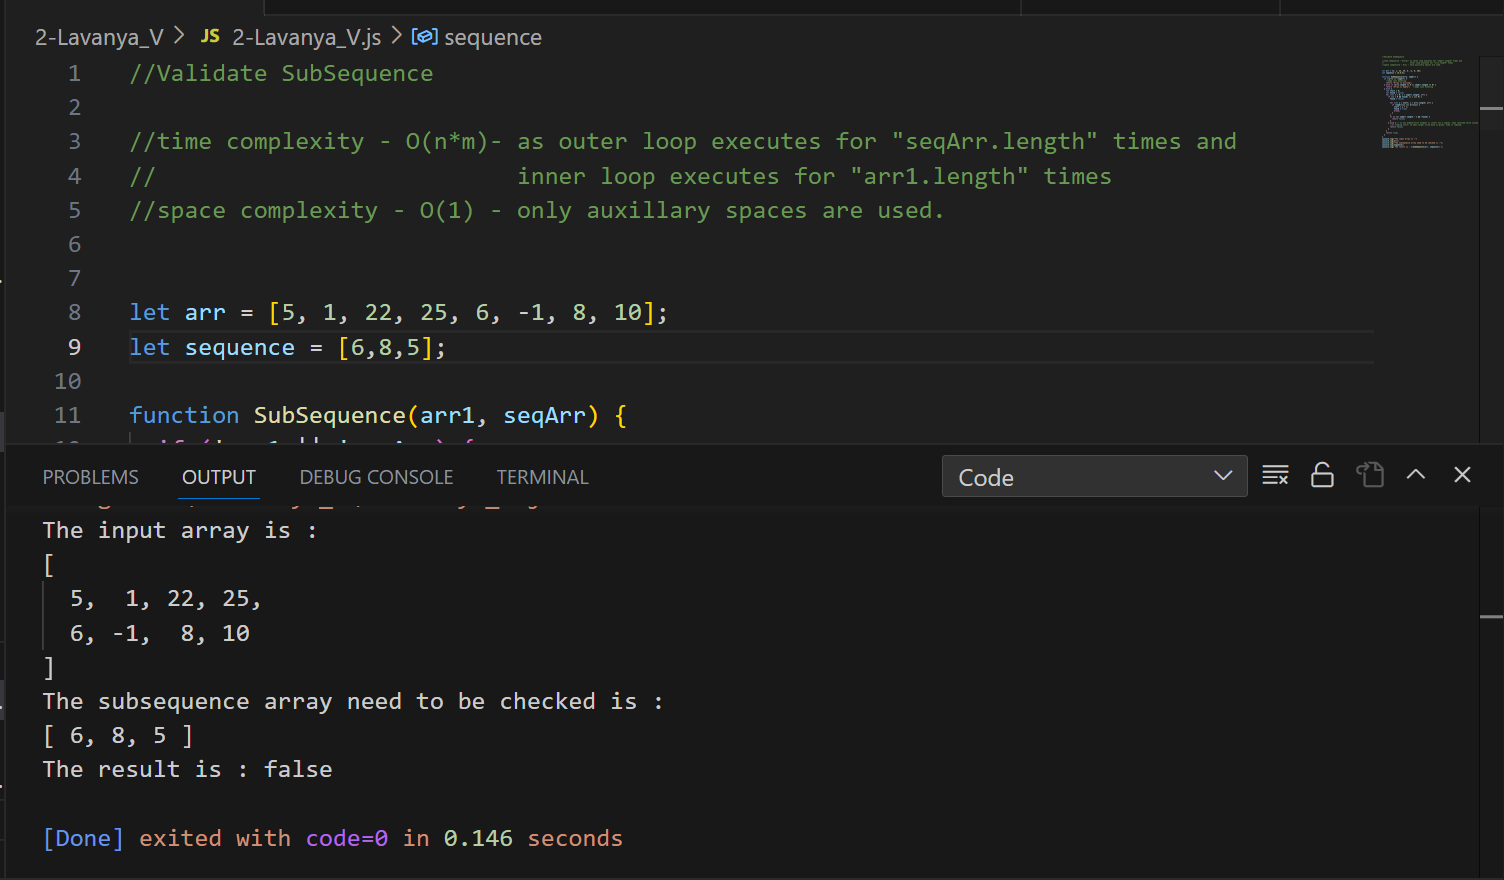 2-Lavanya_V > JS 2-Lavanya_V.js > sequence
1 //Validate SubSequence
2
3 //time complexity - O(n*m)- as outer loop executes for "seqArr.length" times and
4 // inner loop executes for "arr1.length" times
5 //space complexity - O(1) - only auxillary spaces are used.
6
7
8 let arr = [5, 1, 22, 25, 6, -1, 8, 10];
9 let sequence = [6,8,5];
10
11 function SubSequence(arr1, seqArr) {
PROBLEMS OUTPUT DEBUG CONSOLE TERMINAL Code
The input array is :
[
5, 1, 22, 25,
6, -1, 8, 10
]
The subsequence array need to be checked is :
[ 6, 8, 5 ]
The result is : false
[Done] exited with code=0 in 0.146 seconds